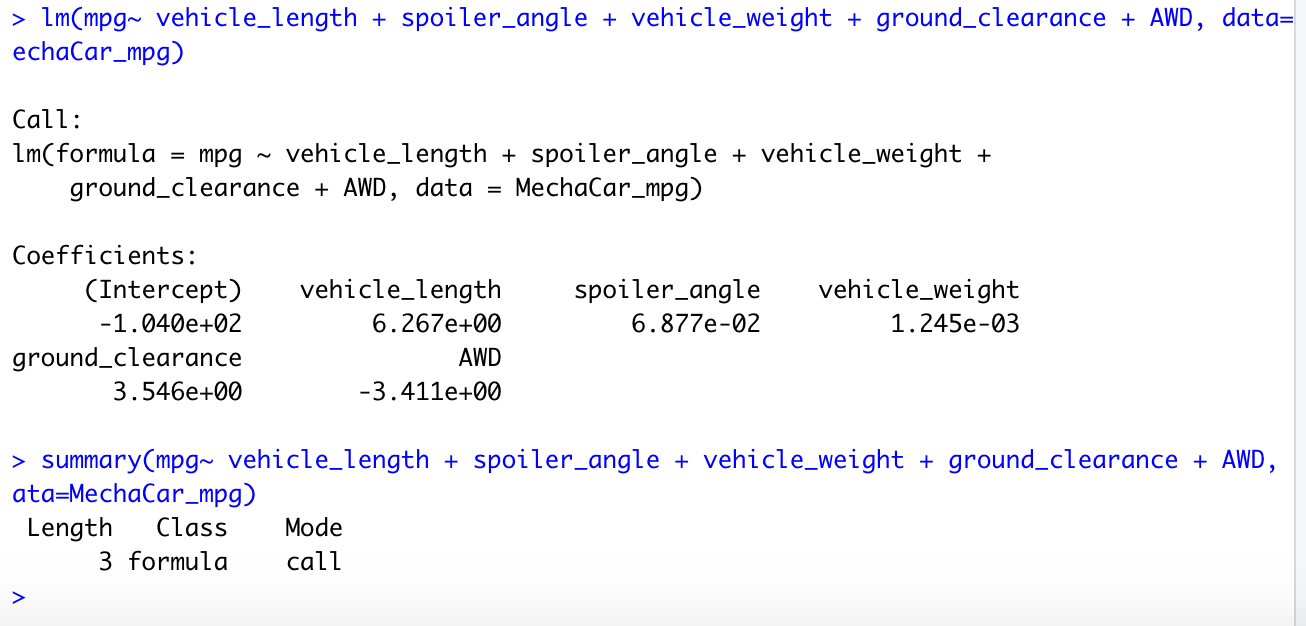 > lm(mpg~ vehicle_length + spoiler_angle + vehicle_weight + ground_clearance + AWD, data=
echaCar_mpg)
Call:
lm(formula = mpg ~ vehicle_length + spoiler_angle + vehicle_weight +
    ground_clearance + AWD, data = MechaCar_mpg)
Coefficients:
     (Intercept)    vehicle_length     spoiler_angle    vehicle_weight
      -1.040e+02         6.267e+00         6.877e-02         1.245e-03
ground_clearance               AWD
       3.546e+00        -3.411e+00
> summary(mpg~ vehicle_length + spoiler_angle + vehicle_weight + ground_clearance + AWD,
ata=MechaCar_mpg)
 Length   Class    Mode
      3 formula    call
>